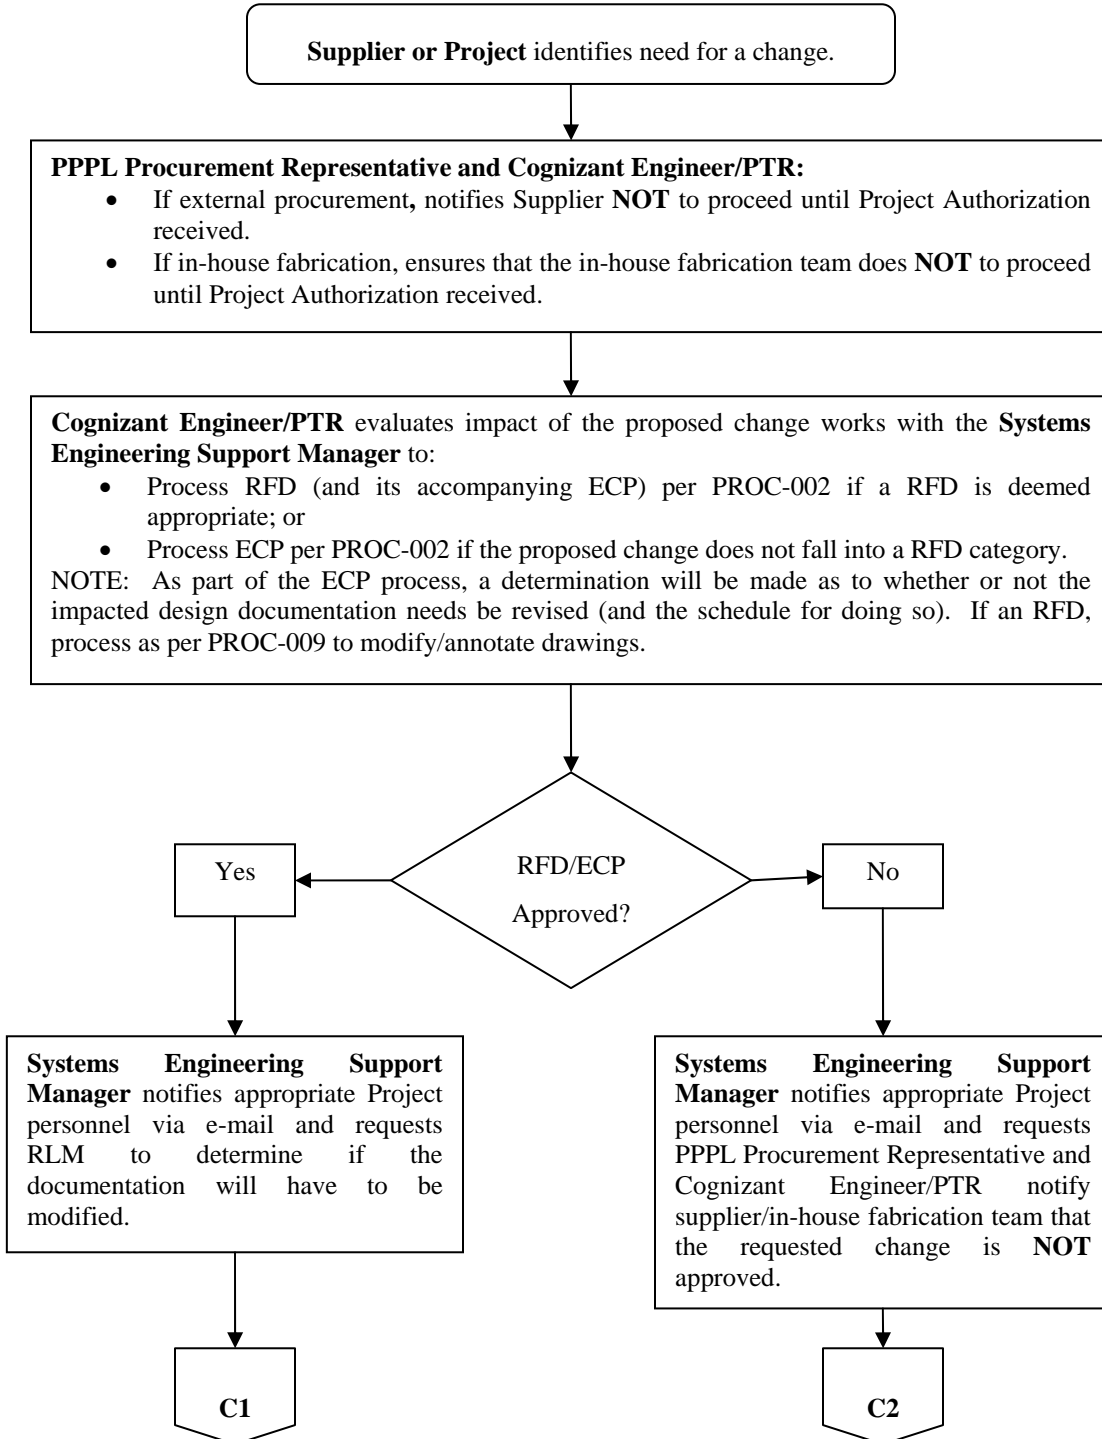 Supplier or Project identifies need for a change.
PPPL Procurement Representative and Cognizant Engineer/PTR:
• If external procurement, notifies Supplier NOT to proceed until Project Authorization
received.
• If in-house fabrication, ensures that the in-house fabrication team does NOT to proceed
until Project Authorization received.
Cognizant Engineer/PTR evaluates impact of the proposed change works with the Systems
Engineering Support Manager to:
• Process RFD (and its accompanying ECP) per PROC-002 if a RFD is deemed
appropriate; or
• Process ECP per PROC-002 if the proposed change does not fall into a RFD category.
NOTE: As part of the ECP process, a determination will be made as to whether or not the
impacted design documentation needs be revised (and the schedule for doing so). If an RFD,
process as per PROC-009 to modify/annotate drawings.
RFD/ECP
Approved?
Yes
No
Systems Engineering Support
Manager notifies appropriate Project
personnel via e-mail and requests
RLM to determine if the
documentation will have to be
modified.
Systems Engineering Support
Manager notifies appropriate Project
personnel via e-mail and requests
PPPL Procurement Representative and
Cognizant Engineer/PTR notify
supplier/in-house fabrication team that
the requested change is NOT
approved.
C1
C2